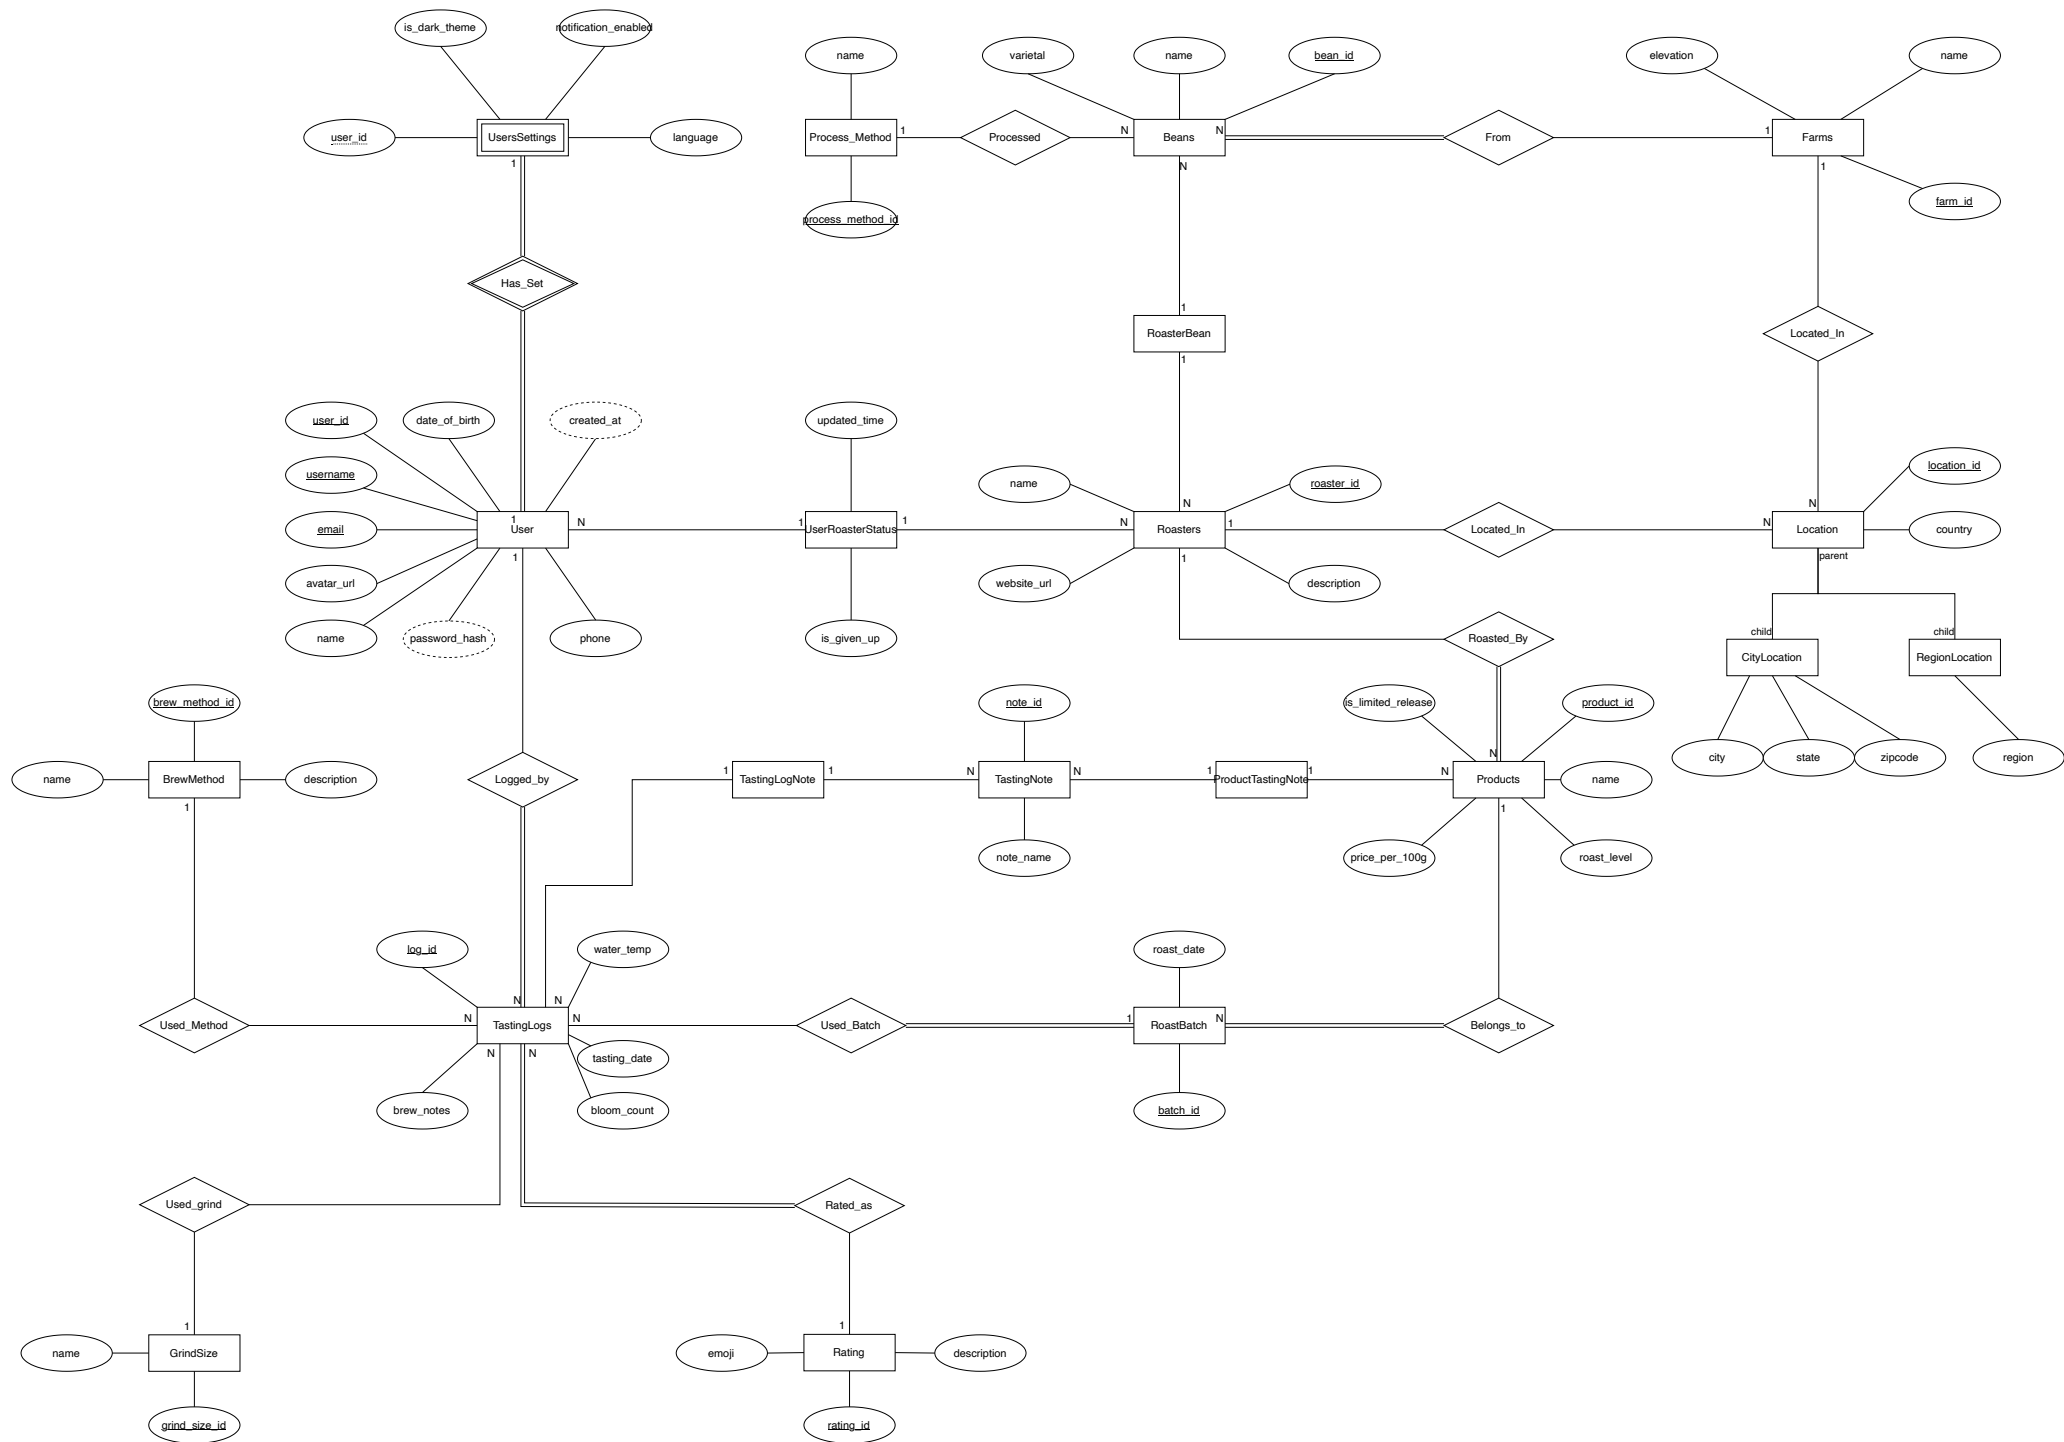 is_dark_theme
notification_enabled
name
varietal
name
bean_id
elevation
name
user_id
UsersSettings
language
Process_Method
1
Processed
N
Beans
N
From
1
Farms
1
N
1
process_method_id
farm_id
Has_Set
1
RoasterBean
1
Located_In
user_id
date_of_birth
created_at
updated_time
username
name
roaster_id
location_id
N
N
email
1
User
N
1
UserRoasterStatus
1
N
Roasters
1
Located_In
N
Location
country
1
1
parent
avatar_url
website_url
description
name
password_hash
phone
is_given_up
Roasted_By
child
child
CityLocation
RegionLocation
brew_method_id
note_id
is_limited_release
product_id
N
city
state
zipcode
region
name
BrewMethod
description
Logged_by
1
TastingLogNote
1
N
TastingNote
N
1
ProductTastingNote
1
N
Products
name
1
1
note_name
price_per_100g
roast_level
log_id
water_temp
roast_date
N
N
Used_Method
N
TastingLogs
N
Used_Batch
1
RoastBatch
N
Belongs_to
N
N
tasting_date
brew_notes
bloom_count
batch_id
Used_grind
Rated_as
1
1
name
GrindSize
emoji
Rating
description
grind_size_id
rating_id